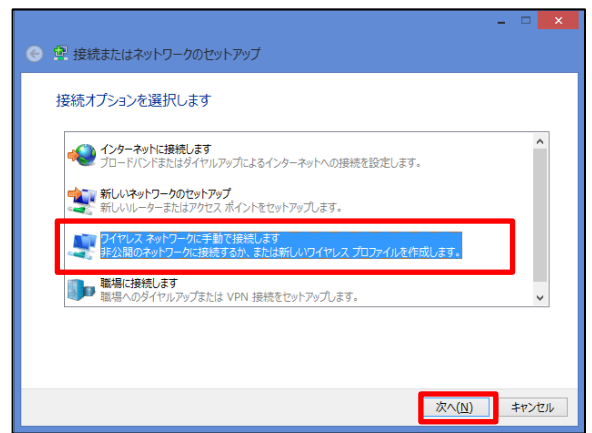 接続またはネットワークのセットアップ
接続オプションを選択します
インターネットに接続します
ブロードバンドまたはダイヤルアップによるインターネットへの接続を設定します。
新しいネットワークのセットアップ
新しいルーターまたはアクセス ポイントをセットアップします。
ワイヤレス ネットワークに手動で接続します
非公開のネットワークに接続するか、または新しいワイヤレス プロファイルを作成します。
職場に接続します
職場へのダイヤルアップまたは VPN 接続をセットアップします。
次へ(N) キャンセル